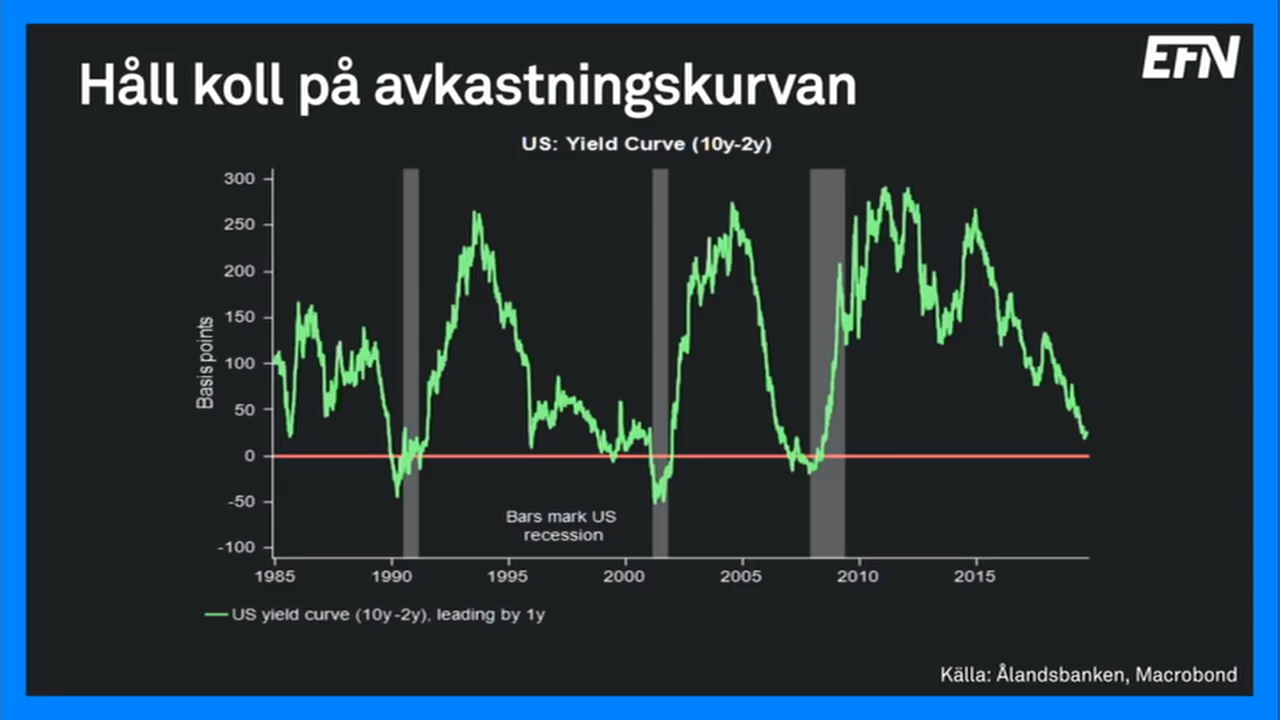 Håll koll på avkastningskurvan
EFN
US: Yield Curve (10y-2y)
300
250
200
150
100
50
0
-50
-100
Basis points
Bars mark US
recession
1985 1990 1995 2000 2005 2010 2015
US yield curve (10y-2y), leading by 1y
Källa: Ålandsbanken, Macrobond